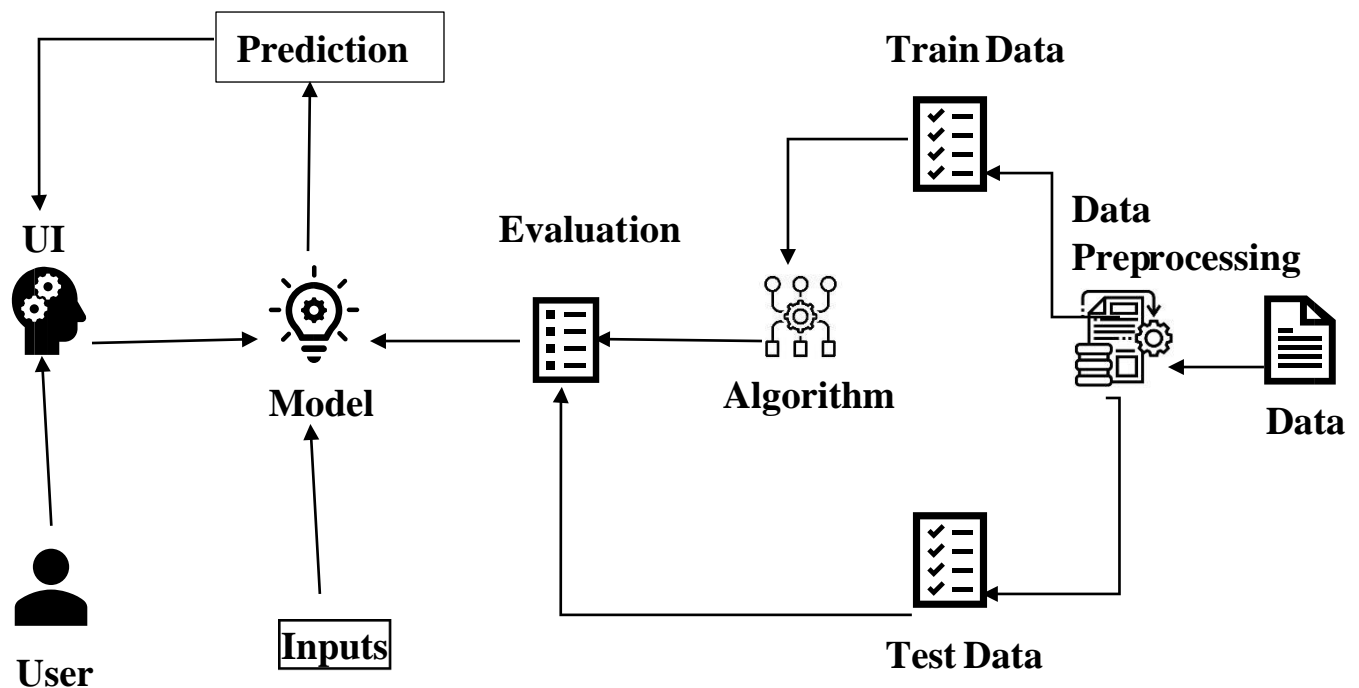 Prediction
Train Data
UI
Evaluation
Data
Preprocessing
Model
Algorithm
Data
User
Inputs
Test Data